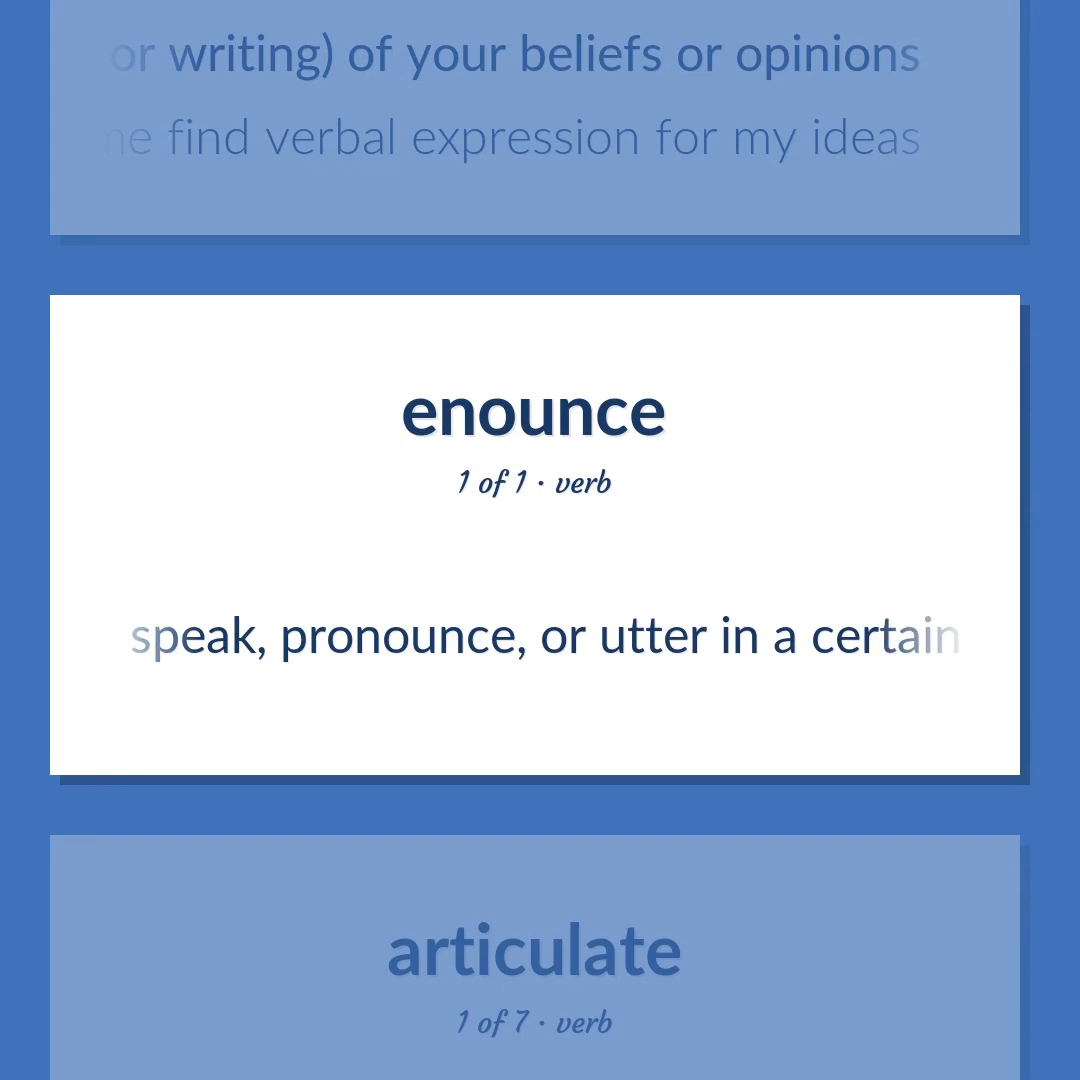 or writing) of your beliefs or opinions
me find verbal expression for my ideas
enounce
1 of 1 · verb
speak, pronounce, or utter in a certain
articulate
1 of 7 · verb